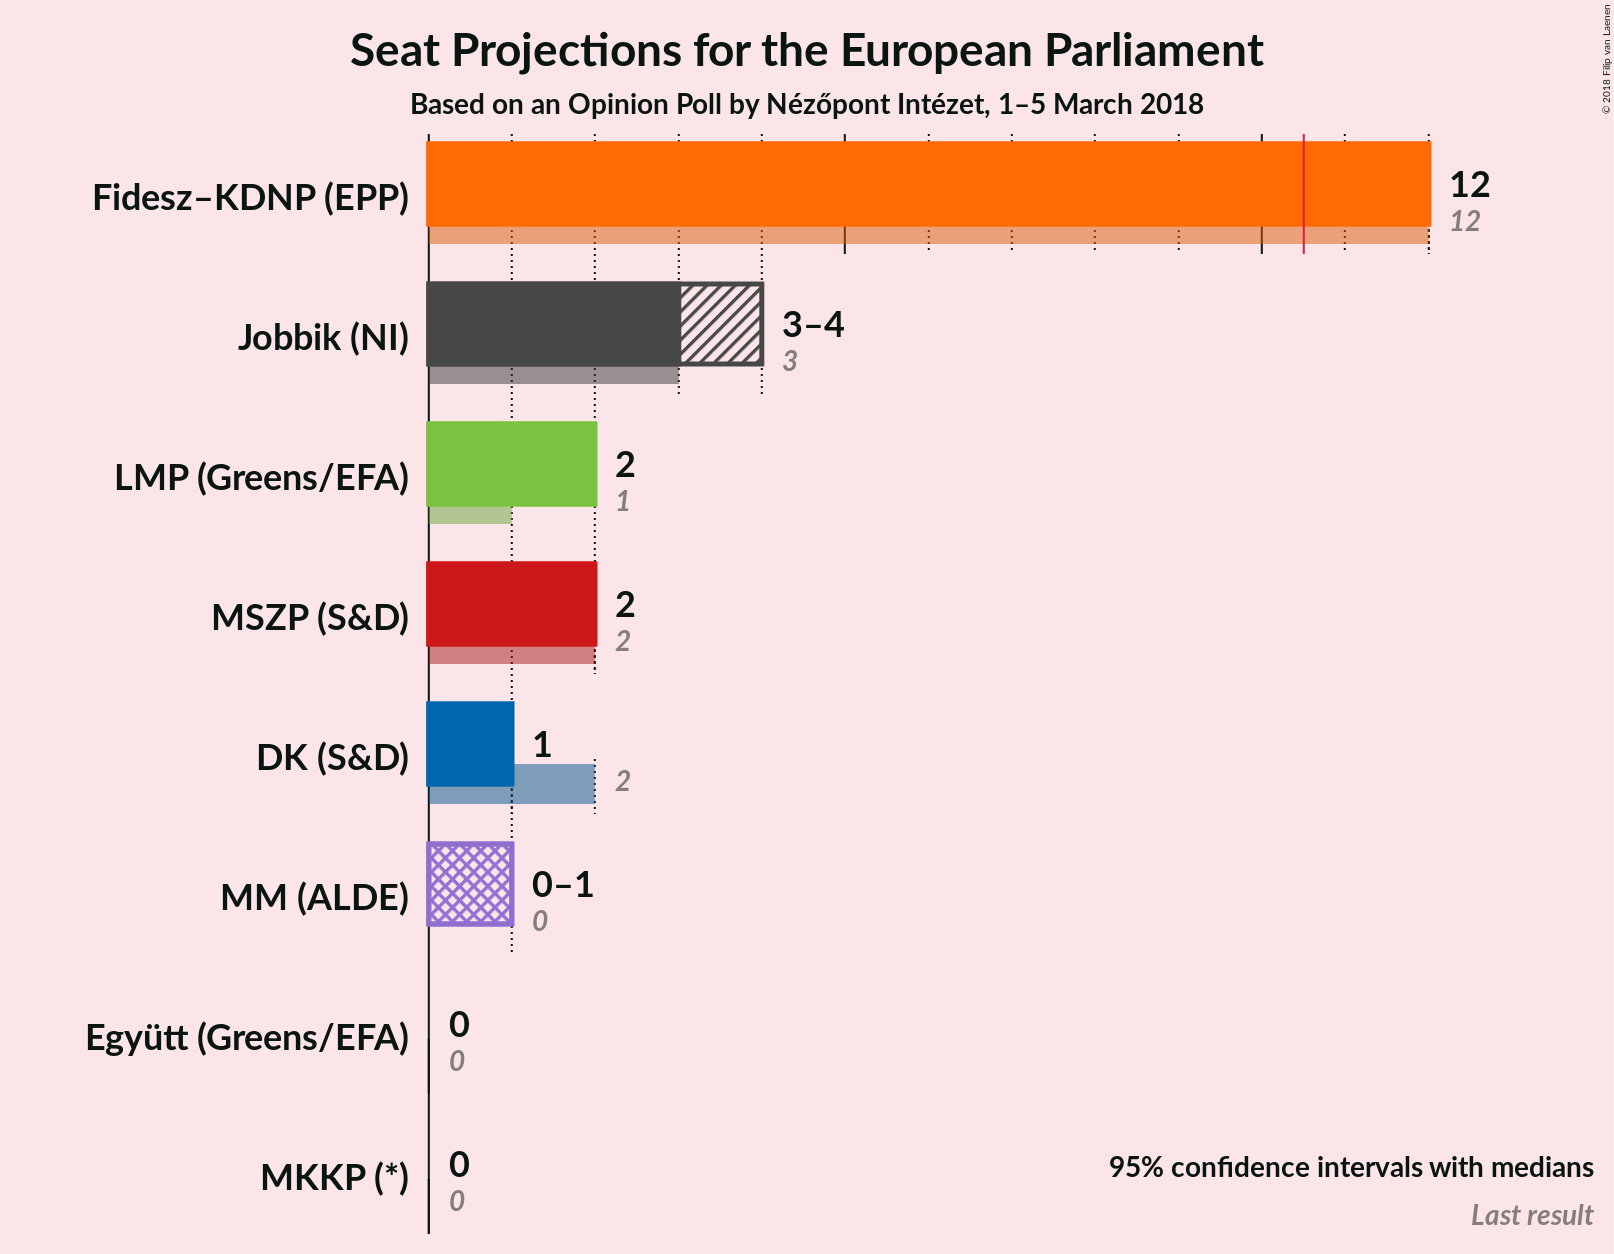 Seat Projections for the European Parliament
Based on an Opinion Poll by Nézőpont Intézet, 1–5 March 2018
© 2018 Filip van Laenen
Fidesz–KDNP (EPP)
12
12
Jobbik (NI)
3–4
3
LMP (Greens/EFA)
2
1
MSZP (S&D)
2
2
DK (S&D)
1
2
MM (ALDE)
0–1
0
Együtt (Greens/EFA)
0
0
MKKP (*)
0
0
95% confidence intervals with medians
Last result